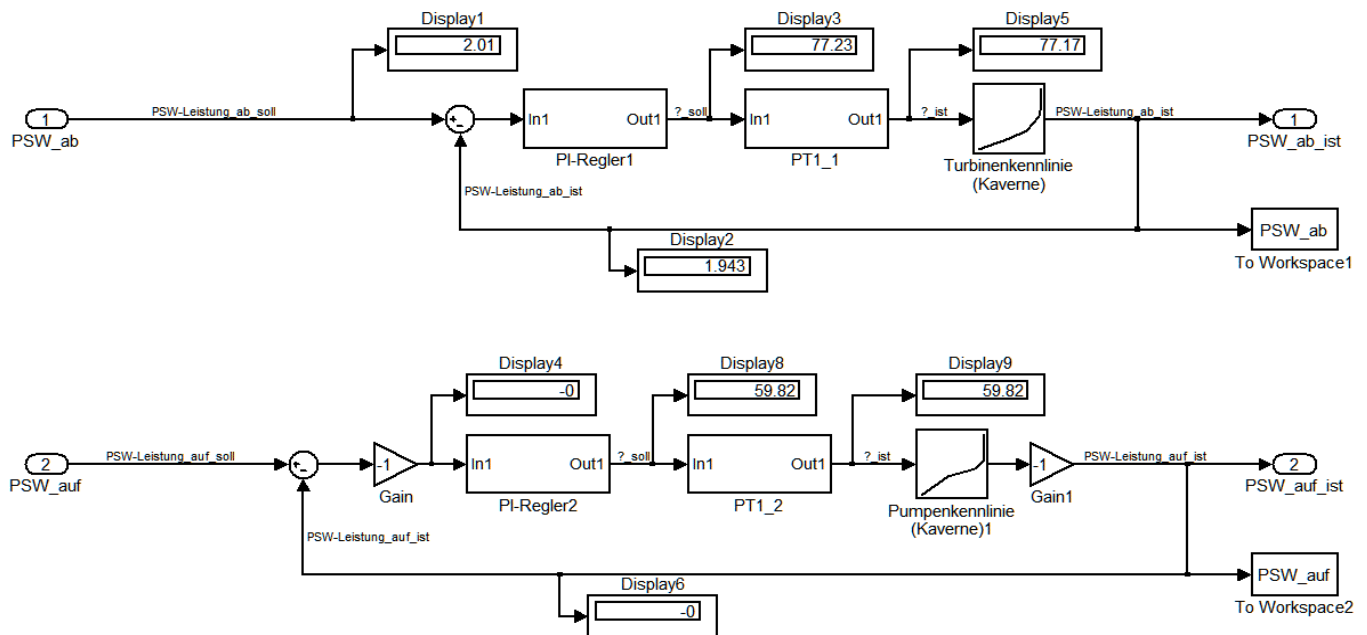 Display1
2.01
Display3
77.23
Display5
77.17
1
PSW_ab
PSW-Leistung_ab_soll
+-
In1
Out1
PI-Regler1
?_soll
In1
Out1
PT1_1
?_ist
Turbinenkennlinie
(Kaverne)
PSW-Leistung_ab_ist
1
PSW_ab_ist
PSW-Leistung_ab_ist
Display2
1.943
PSW_ab
To Workspace1
Display4
-0
Display8
59.82
Display9
59.82
2
PSW_auf
PSW-Leistung_auf_soll
+-
-1
Gain
In1
Out1
PI-Regler2
?_soll
In1
Out1
PT1_2
?_ist
Pumpenkennlinie
(Kaverne)1
-1
Gain1
PSW-Leistung_auf_ist
2
PSW_auf_ist
PSW-Leistung_auf_ist
Display6
-0
PSW_auf
To Workspace2